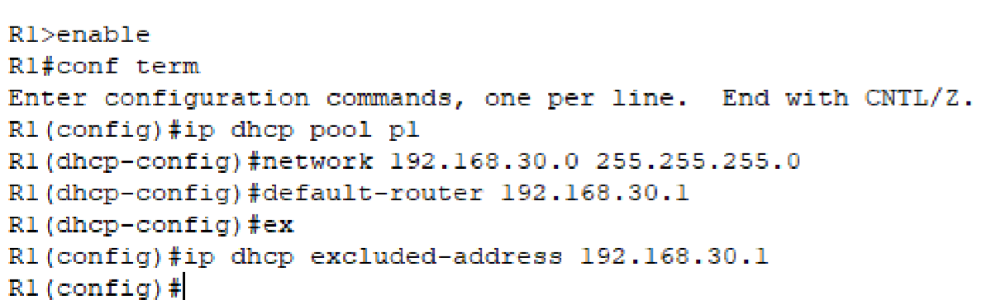 R1>enable
R1#conf term
Enter configuration commands, one per line.  End with CNTL/Z.
R1(config)#ip dhcp pool p1
R1(dhcp-config)#network 192.168.30.0 255.255.255.0
R1(dhcp-config)#default-router 192.168.30.1
R1(dhcp-config)#ex
R1(config)#ip dhcp excluded-address 192.168.30.1
R1(config)#